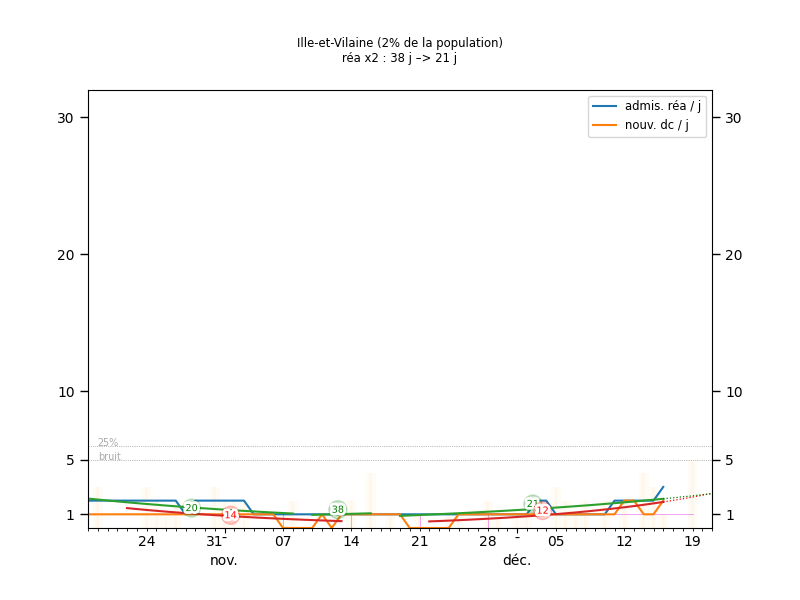 Ille-et-Vilaine (2% de la population)
réa x2 : 38 j –> 21 j
admis. réa / j
nouv. dc / j
30 30
20 20
10 10
25%
5 bruit 5
-20 38 21
14 12
1 1
24 31 07 14 21 28 05 12 19
nov. déc.